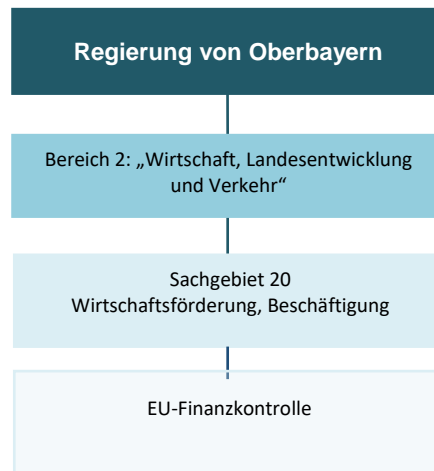 Regierung von Oberbayern
Bereich 2: „Wirtschaft, Landesentwicklung
und Verkehr“
Sachgebiet 20
Wirtschaftsförderung, Beschäftigung
EU-Finanzkontrolle